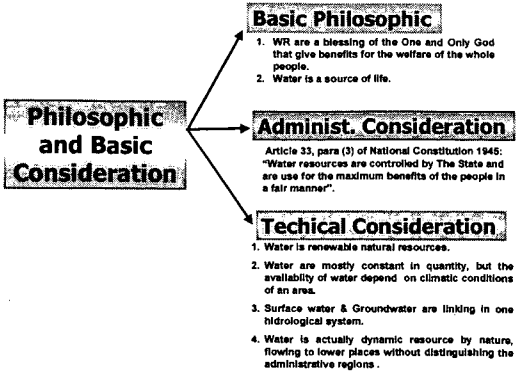 Basic Philosophic
1. WR are a blessing of the One and Only God
that give benefits for the welfare of the whole
people.
2. Water is a source of life.
Philosophic
and Basic
Consideration
Administ. Consideration
Article 33, para (3) of National Constitution 1945:
"Water resources are controlled by The State and
are use for the maximum benefits of the people in
a fair manner".
Techical Consideration
1. Water is renewable natural resources.
2. Water are mostly constant in quantity, but the
availablity of water depend on climatic conditions
of an area.
3. Surface water & Groundwater are linking in one
hidrological system.
4. Water is actually dynamic resource by nature,
flowing to lower places without distinguishing the
administrative regions .